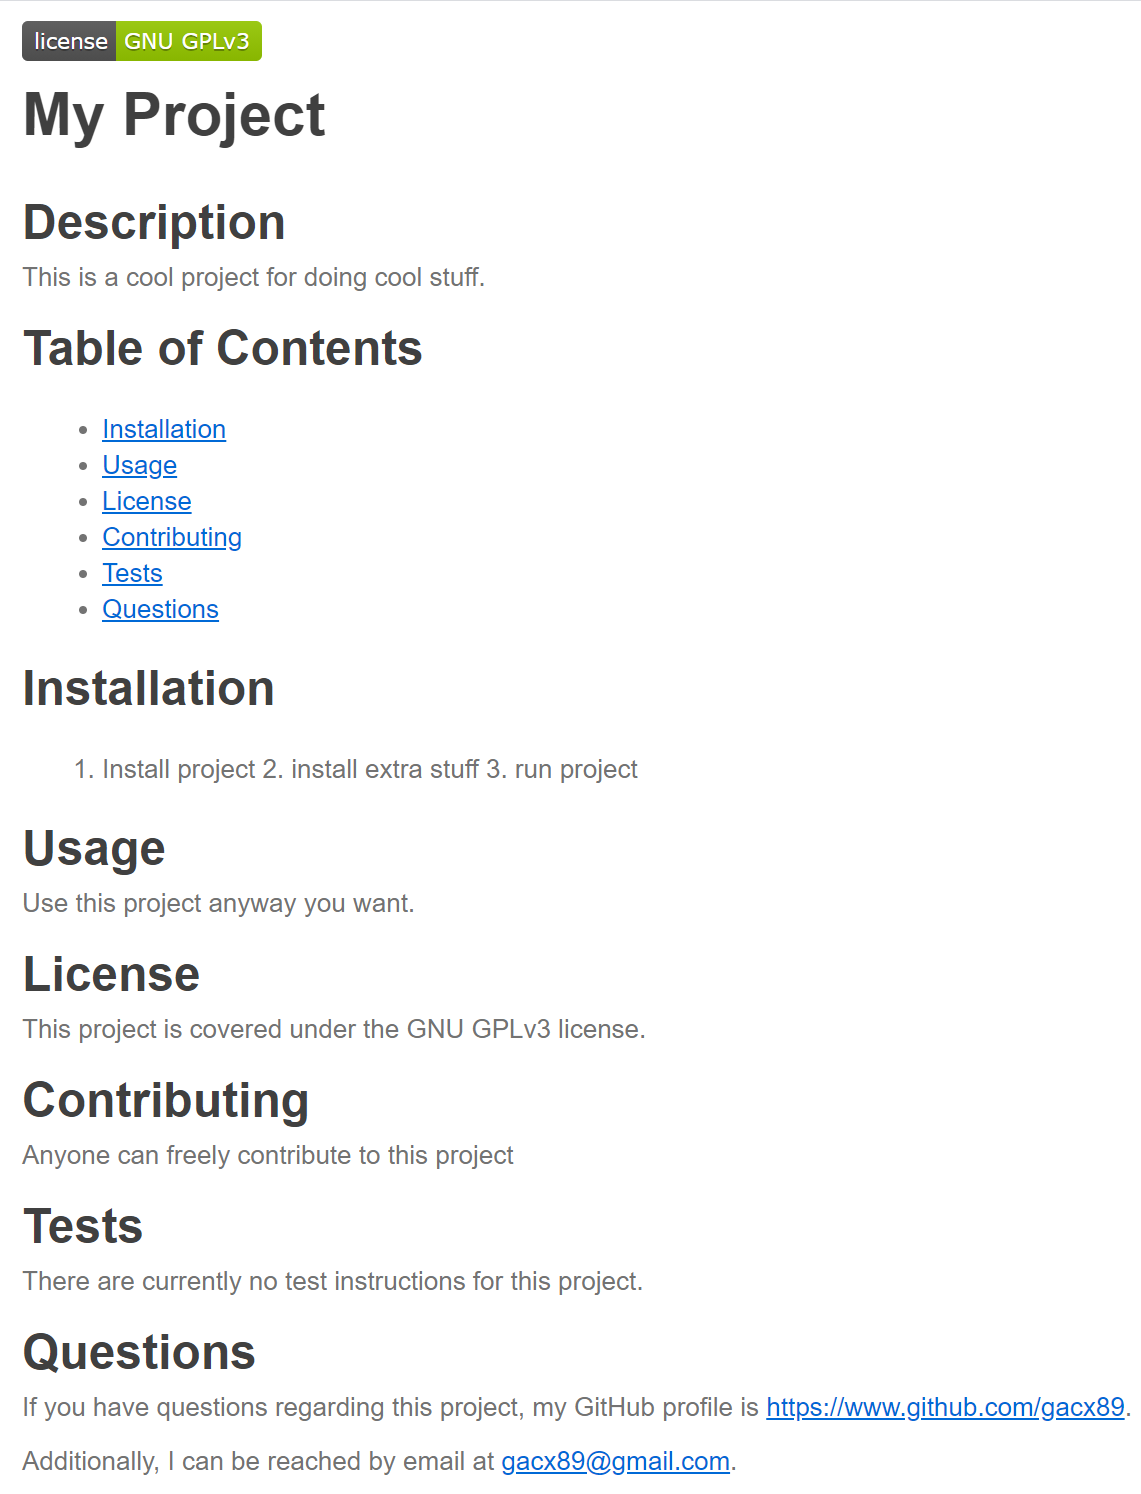 license GNU GPLv3
My Project
Description
This is a cool project for doing cool stuff.
Table of Contents
• Installation
• Usage
• License
• Contributing
• Tests
• Questions
Installation
1. Install project 2. install extra stuff 3. run project
Usage
Use this project anyway you want.
License
This project is covered under the GNU GPLv3 license.
Contributing
Anyone can freely contribute to this project
Tests
There are currently no test instructions for this project.
Questions
If you have questions regarding this project, my GitHub profile is https://www.github.com/gacx89.
Additionally, I can be reached by email at gacx89@gmail.com.